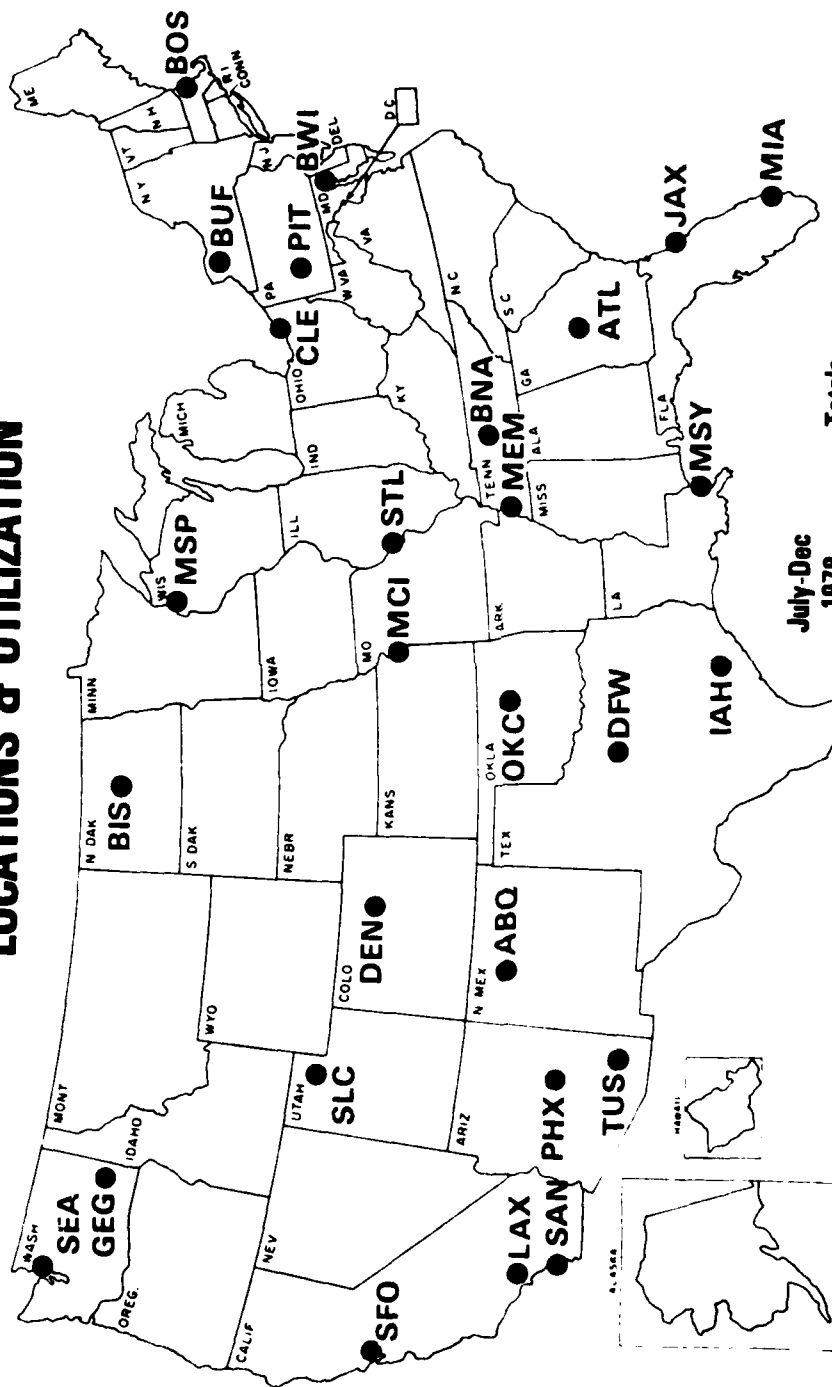 LOCATIONS & UTILIZATION
WASH
SEA
GEG
OREG.
MONT
IDAHO
CALIF
NEV
SFO
LAX
SAN
WYO
UTAH
SLC
ARIZ
PHX
TUS
COLO
DEN
N MEX
ABQ
N DAK
BIS
S DAK
NEBR
KANS
OKLA
OKC
TEX
DFW
IAH
MINN
MSP
WIS
IOWA
MO
MCI
STL
ARK
LA
MICH
ILL
IND
OHIO
CLE
KY
TENN
BNA
MEM
MISS
ALA
GA
ATL
FLA
MSY
JAX
MIA
S C
N C
VA
W VA
PA
PIT
BUF
NY
VT
N H
ME
BOS
R I
CONN
N J
BWI
MD
DEL
D C
ALASKA
HAWAII
July-Dec